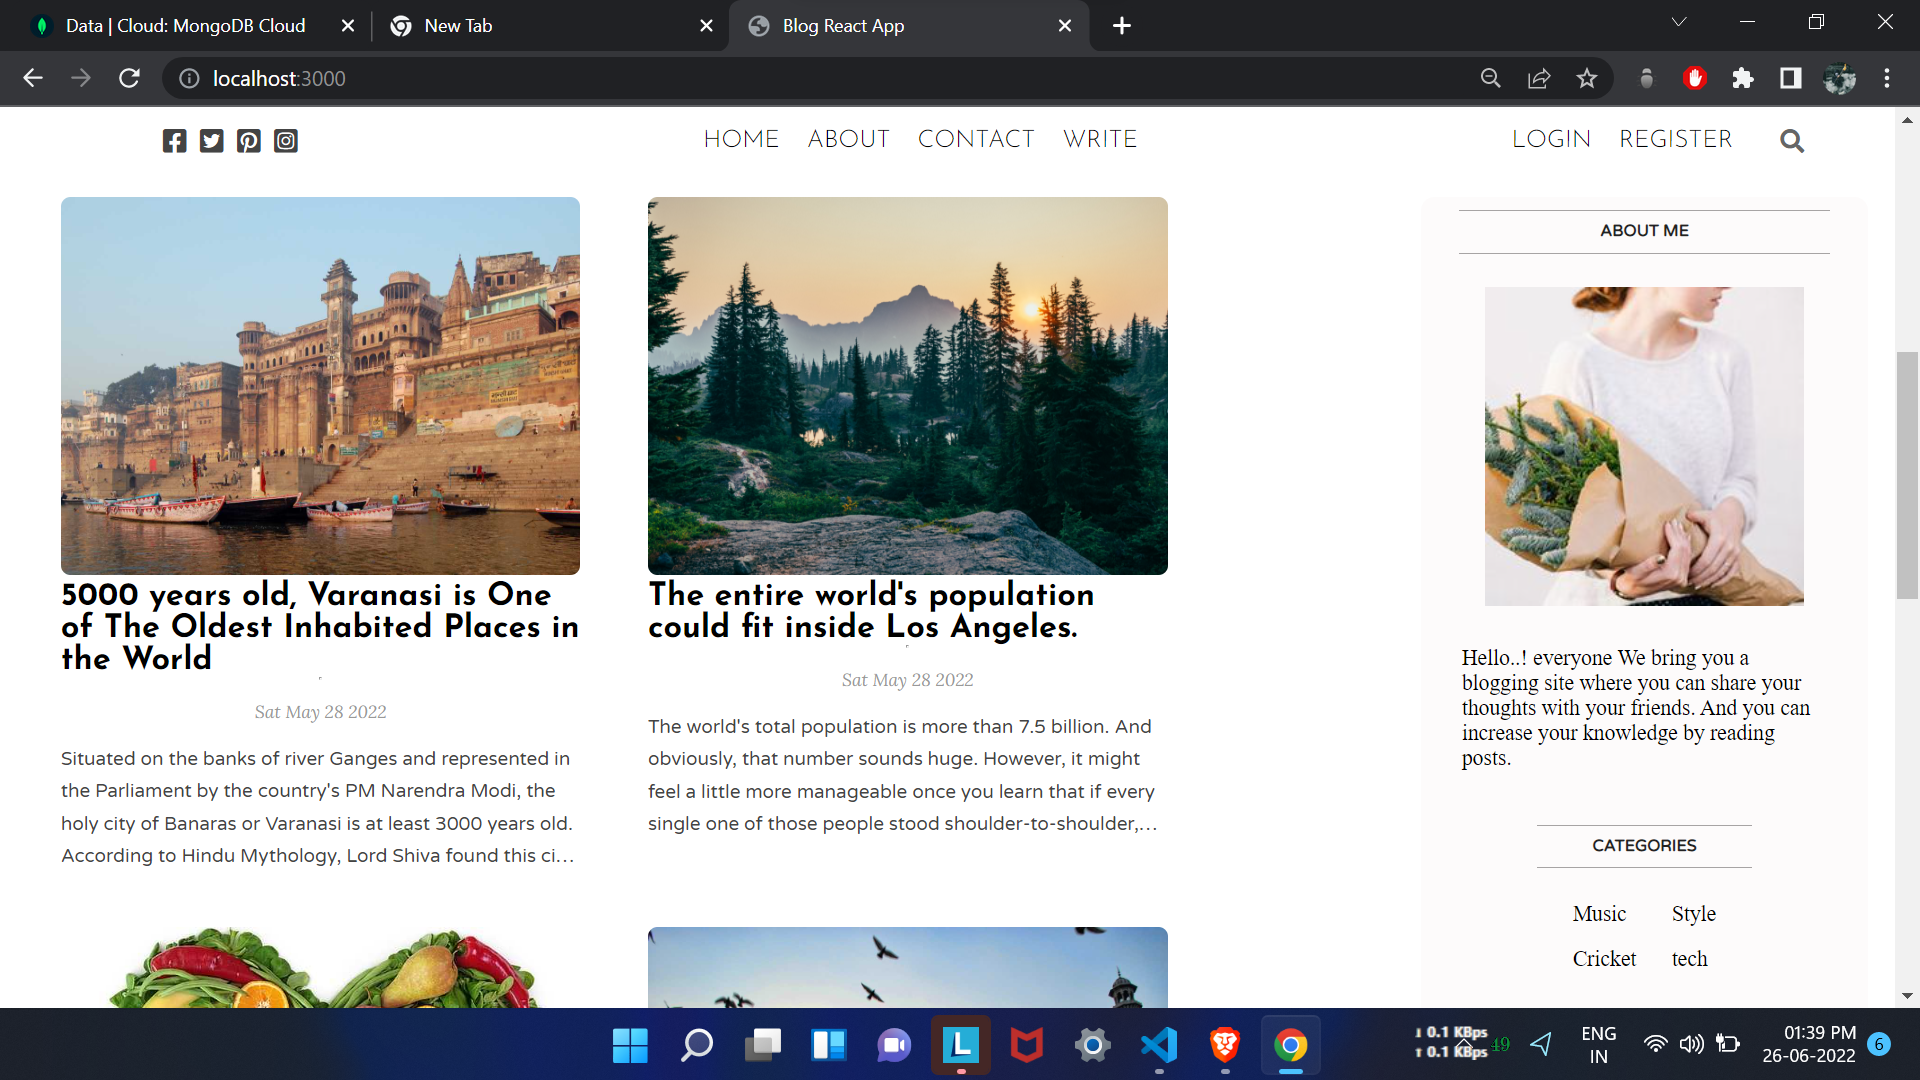 Data | Cloud: MongoDB Cloud
New Tab
Blog React App
localhost:3000
HOME ABOUT CONTACT WRITE
LOGIN REGISTER
5000 years old, Varanasi is One
of The Oldest Inhabited Places in
the World
Sat May 28 2022
Situated on the banks of river Ganges and represented in
the Parliament by the country's PM Narendra Modi, the
holy city of Banaras or Varanasi is at least 3000 years old.
According to Hindu Mythology, Lord Shiva found this ci...
The entire world's population
could fit inside Los Angeles.
Sat May 28 2022
The world's total population is more than 7.5 billion. And
obviously, that number sounds huge. However, it might
feel a little more manageable once you learn that if every
single one of those people stood shoulder-to-shoulder,...
ABOUT ME
Hello..! everyone We bring you a
blogging site where you can share your
thoughts with your friends. And you can
increase your knowledge by reading
posts.
CATEGORIES
Music Style
Cricket tech
L
0.1 KBps
0.1 KBps
49
ENG
IN
01:39 PM
26-06-2022
6